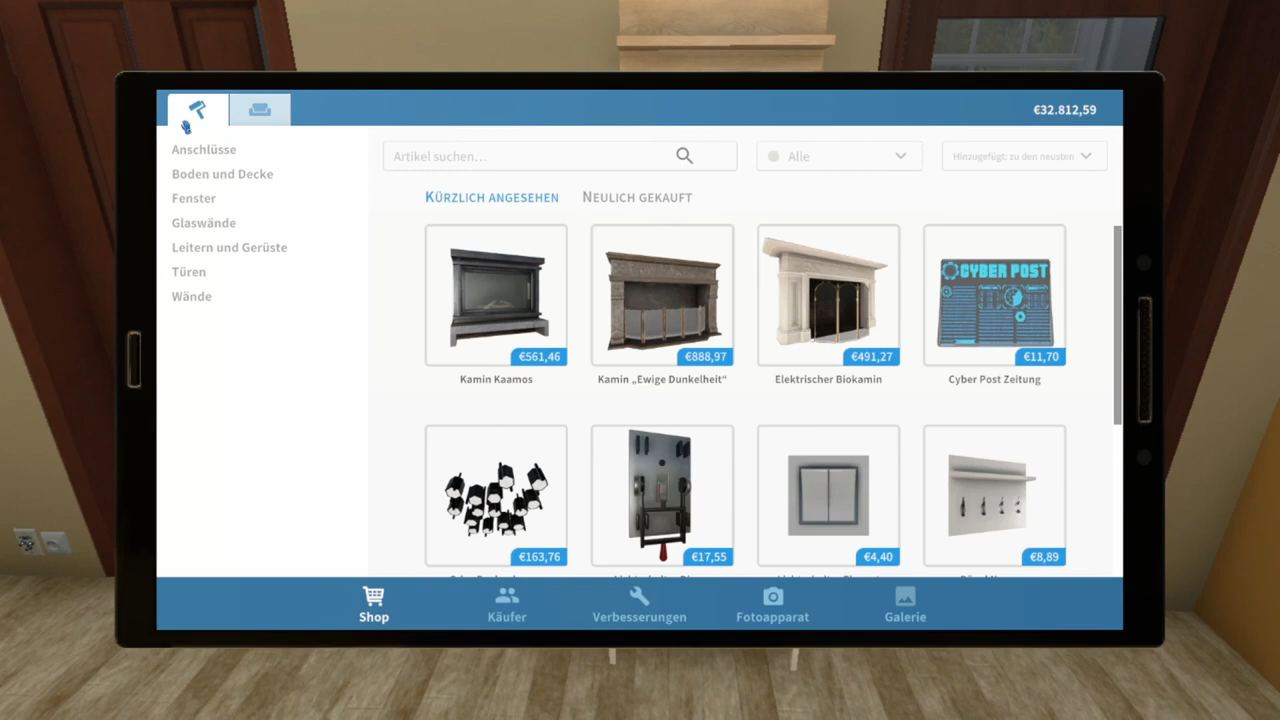 €32.812,59
Anschlüsse
Boden und Decke
Fenster
Glaswände
Leitern und Gerüste
Türen
Wände
Artikel suchen...
Alle
Hinzugefügt: zu den neusten
KÜRZLICH ANGESEHEN
NEULICH GEKAUFT
€561,46
€888,97
CYBER POST
€491,27
€11,70
Kamin Kaamos
Kamin „Ewige Dunkelheit“
Elektrischer Biokamin
Cyber Post Zeitung
€163,76
€17,55
€4,40
€8,89
Shop
Käufer
Verbesserungen
Fotoapparat
Galerie